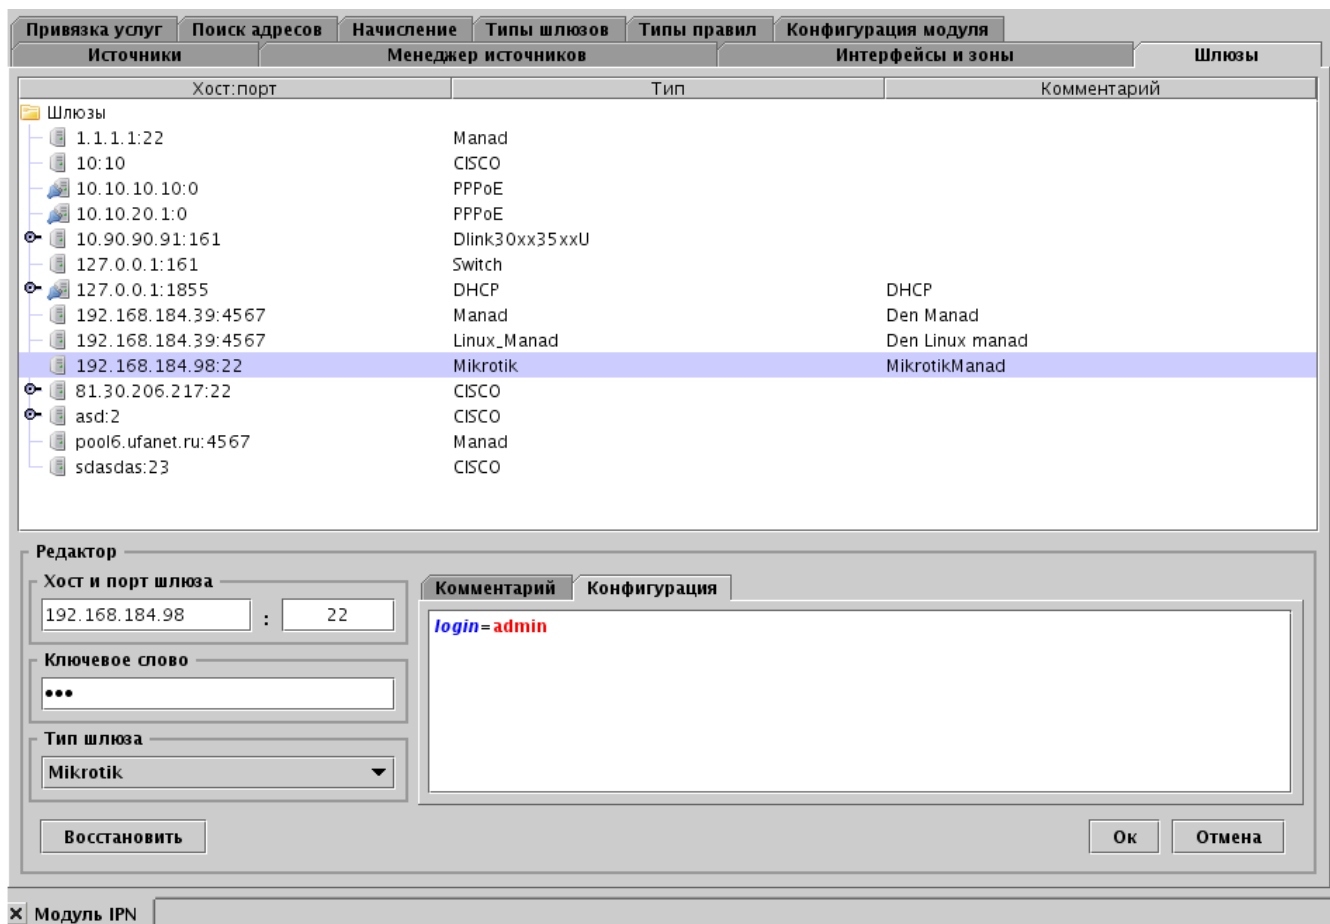 Привязка услуг Поиск адресов Начисление Типы шлюзов Типы правил Конфигурация модуля
Источники Менеджер источников Интерфейсы и зоны Шлюзы
Хост:порт Тип Комментарий
Шлюзы
1.1.1.1:22 Manad
10:10 CISCO
10.10.10.10:0 PPPoE
10.10.20.1:0 PPPoE
10.90.90.91:161 Dlink30xx35xxU
127.0.0.1:161 Switch
127.0.0.1:1855 DHCP DHCP
192.168.184.39:4567 Manad Den Manad
192.168.184.39:4567 Linux_Manad Den Linux manad
192.168.184.98:22 Mikrotik MikrotikManad
81.30.206.217:22 CISCO
asd:2 CISCO
pool6.ufanet.ru:4567 Manad
sdasdas:23 CISCO
Редактор
Хост и порт шлюза
192.168.184.98 : 22
Ключевое слово
•••
Тип шлюза
Mikrotik
Комментарий Конфигурация
login=admin
Восстановить Ок Отмена
Модуль IPN